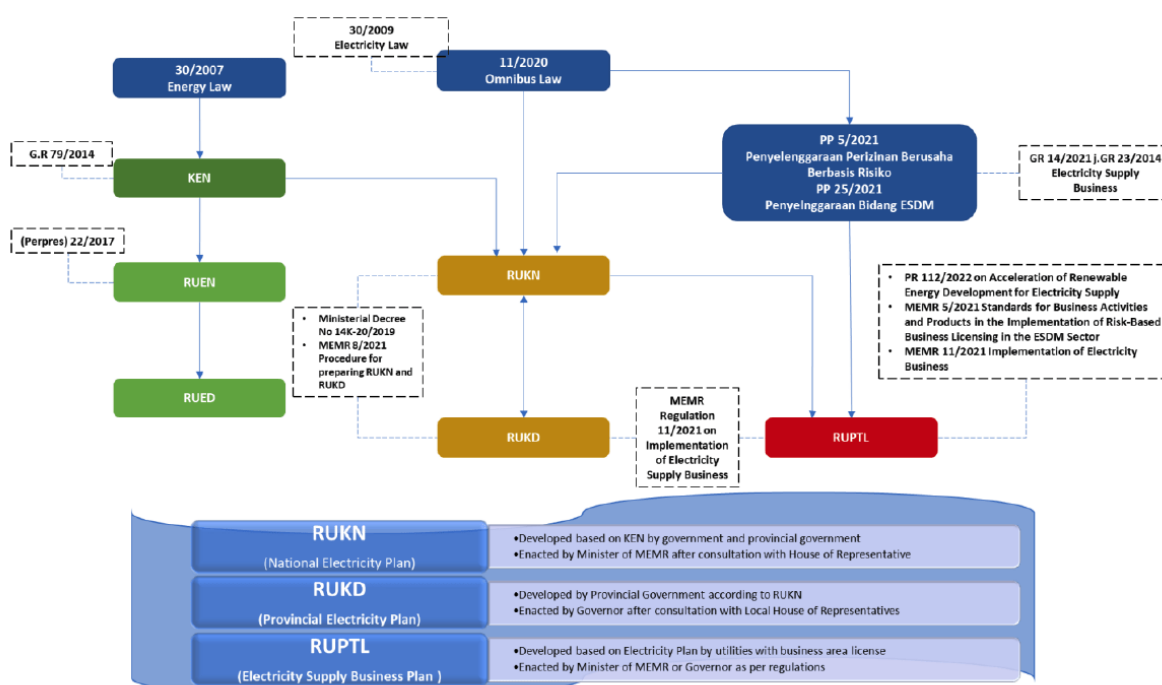 30/2009
Electricity Law
30/2007
Energy Law
11/2020
Omnibus Law
G.R 79/2014
KEN
PP 5/2021
Penyelenggaraan Perizinan Berusaha
Berbasis Risiko
PP 25/2021
Penyelnggaraan Bidang ESDM
GR 14/2021 j.GR 23/2014
Electricity Supply
Business
(Perpres) 22/2017
RUEN
RUKN
• Ministerial Decree
No 14K-20/2019
• MEMR 8/2021
Procedure for
preparing RUKN and
RUKD
• PR 112/2022 on Acceleration of Renewable
Energy Development for Electricity Supply
• MEMR 5/2021 Standards for Business Activities
and Products in the Implementation of Risk-Based
Business Licensing in the ESDM Sector
• MEMR 11/2021 Implementation of Electricity
Business
RUED
RUKD
MEMR
Regulation
11/2021 on
Implementation
of Electricity
Supply Business
RUPTL
RUKN
(National Electricity Plan)
•Developed based on KEN by government and provincial government
•Enacted by Minister of MEMR after consultation with House of Representative
RUKD
(Provincial Electricity Plan)
•Developed by Provincial Government according to RUKN
•Enacted by Governor after consultation with Local House of Representatives
RUPTL
(Electricity Supply Business Plan )
•Developed based on Electricity Plan by utilities with business area license
•Enacted by Minister of MEMR or Governor as per regulations